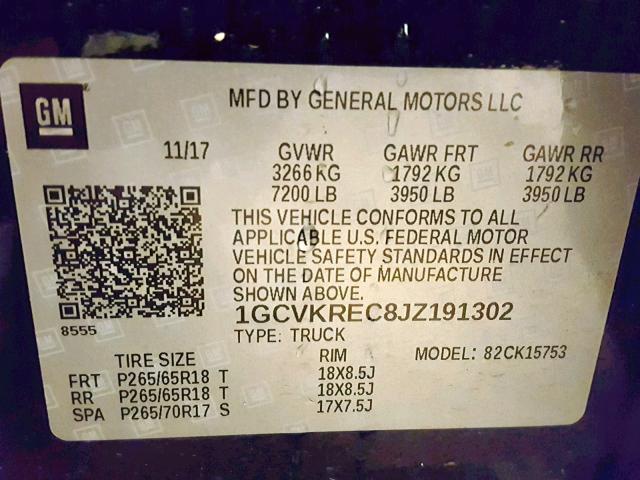 GM
MFD BY GENERAL MOTORS LLC
11/17 GVWR GAWR FRT GAWR RR
3266 KG 1792 KG 1792 KG
7200 LB 3950 LB 3950 LB
THIS VEHICLE CONFORMS TO ALL
APPLICABLE U.S. FEDERAL MOTOR
VEHICLE SAFETY STANDARDS IN EFFECT
ON THE DATE OF MANUFACTURE
SHOWN ABOVE.
1GCVKREC8JZ191302
8555
TYPE: TRUCK
TIRE SIZE RIM MODEL: 82CK15753
FRT P265/65R18 T 18X8.5J
RR P265/65R18 T 18X8.5J
SPA P265/70R17 S 17X7.5J